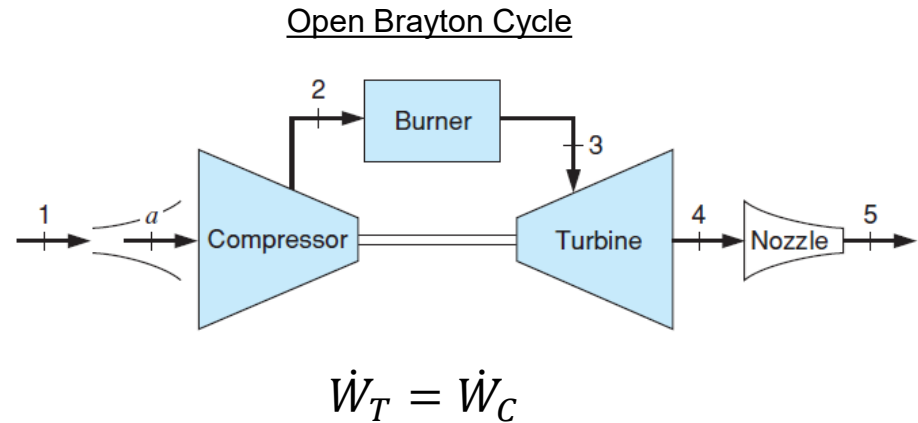 Open Brayton Cycle
2
Burner
3
1
a
Compressor
Turbine
4
Nozzle
5
Ẇ_T = Ẇ_C